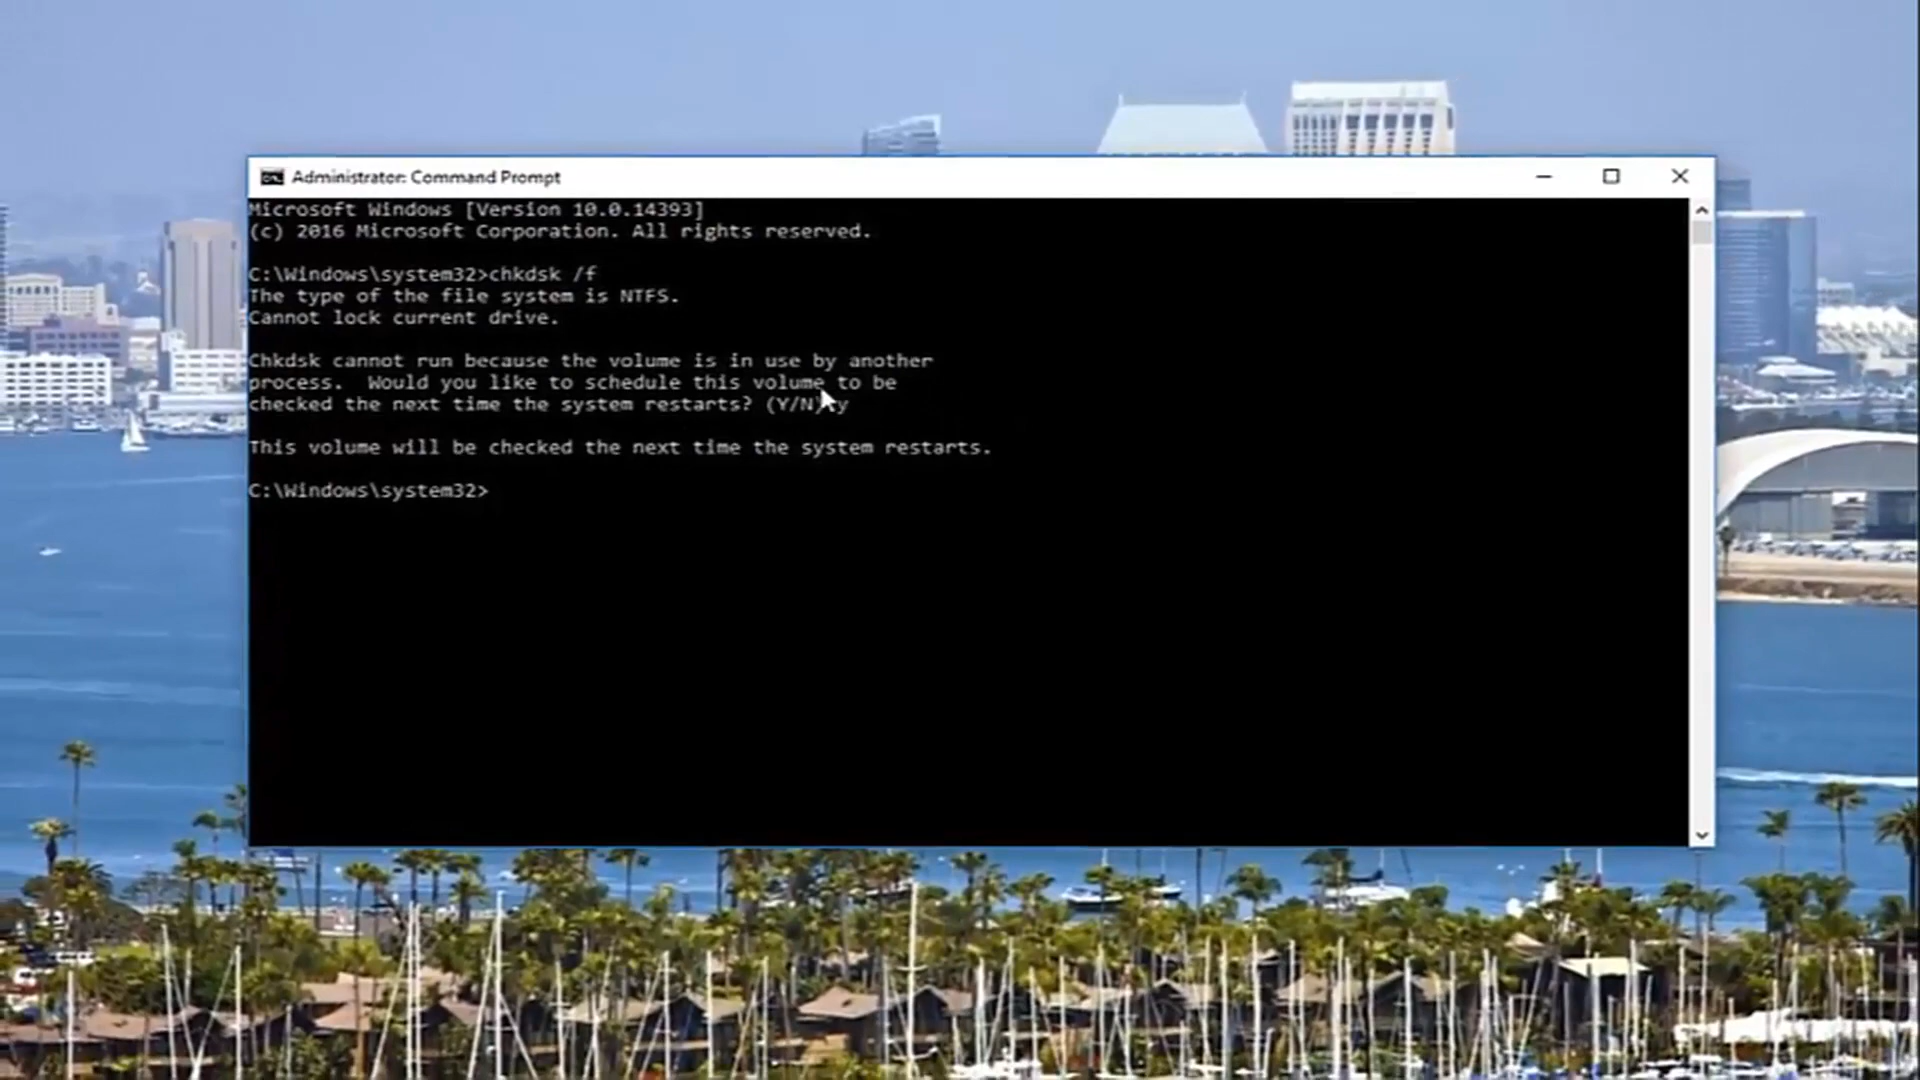 Administrator: Command Prompt
Microsoft Windows [Version 10.0.14393]
(c) 2016 Microsoft Corporation. All rights reserved.
C:\Windows\system32>chkdsk /f
The type of the file system is NTFS.
Cannot lock current drive.
Chkdsk cannot run because the volume is in use by another
process.  Would you like to schedule this volume to be
checked the next time the system restarts? (Y/N) y
This volume will be checked the next time the system restarts.
C:\Windows\system32>